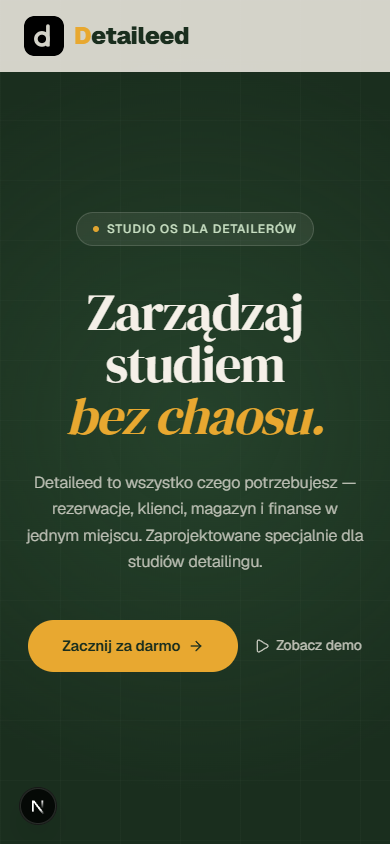 d Detaileed
STUDIO OS DLA DETAILERÓW
Zarządzaj
studiem
bez chaosu.
Detaileed to wszystko czego potrzebujesz —
rezerwacje, klienci, magazyn i finanse w
jednym miejscu. Zaprojektowane specjalnie dla
studiów detailingu.
Zacznij za darmo → Zobacz demo
N